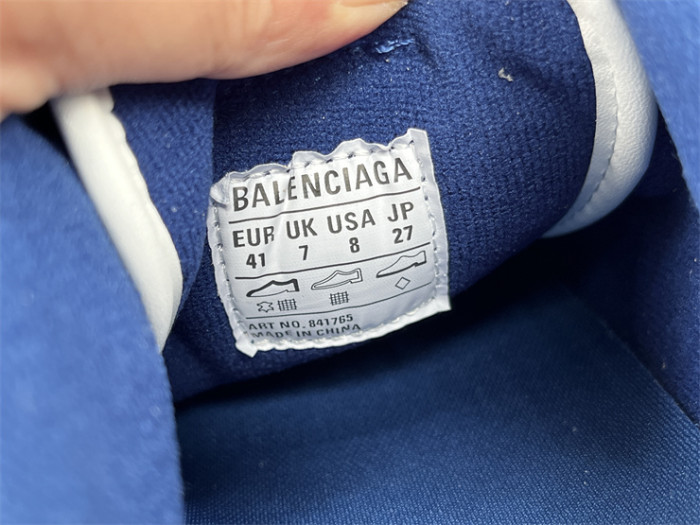 BALENCIAGA
EUR UK USA JP
41 7 8 27
ART NO. 841765
MADE IN CHINA